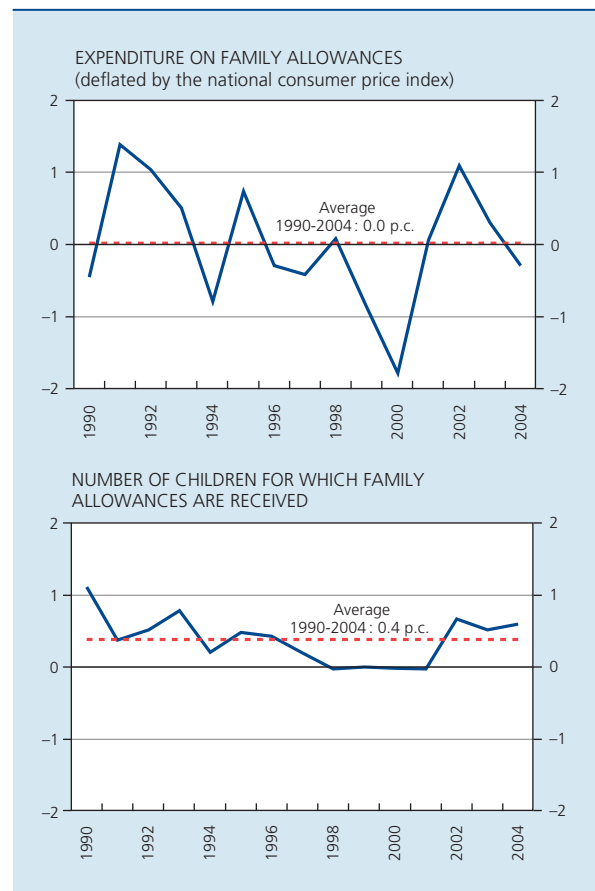 EXPENDITURE ON FAMILY ALLOWANCES
(deflated by the national consumer price index)
2 2
1 1
Average
1990-2004 : 0.0 p.c.
0 0
–1 –1
–2 –2
1990 1992 1994 1996 1998 2000 2002 2004
NUMBER OF CHILDREN FOR WHICH FAMILY
ALLOWANCES ARE RECEIVED
2 2
1 1
Average
1990-2004 : 0.4 p.c.
0 0
–1 –1
–2 –2
1990 1992 1994 1996 1998 2000 2002 2004